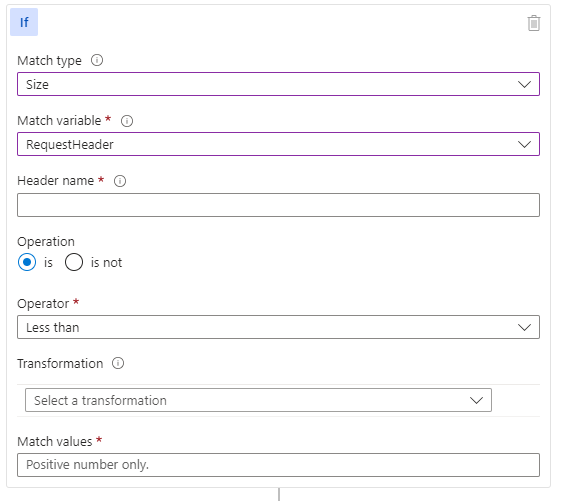 If
Match type
Size
Match variable *
RequestHeader
Header name *
Operation
is is not
Operator *
Less than
Transformation
Select a transformation
Match values *
Positive number only.